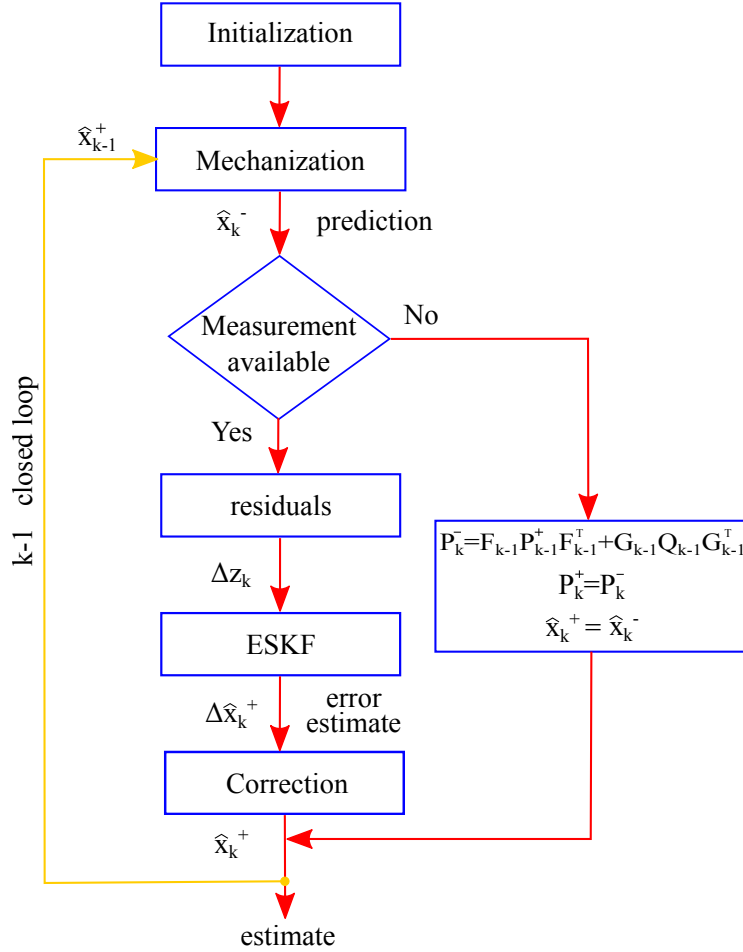 Initialization
x̂⁺ₖ₋₁
Mechanization
x̂ₖ⁻
prediction
Measurement
available
No
Yes
k-1 closed loop
residuals
Δzₖ
P⁻ₖ=Fₖ₋₁P⁺ₖ₋₁Fᵀₖ₋₁+Gₖ₋₁Qₖ₋₁Gᵀₖ₋₁
P⁺ₖ=P⁻ₖ
x̂ₖ⁺ = x̂ₖ⁻
ESKF
Δx̂ₖ⁺
error
estimate
Correction
x̂ₖ⁺
estimate